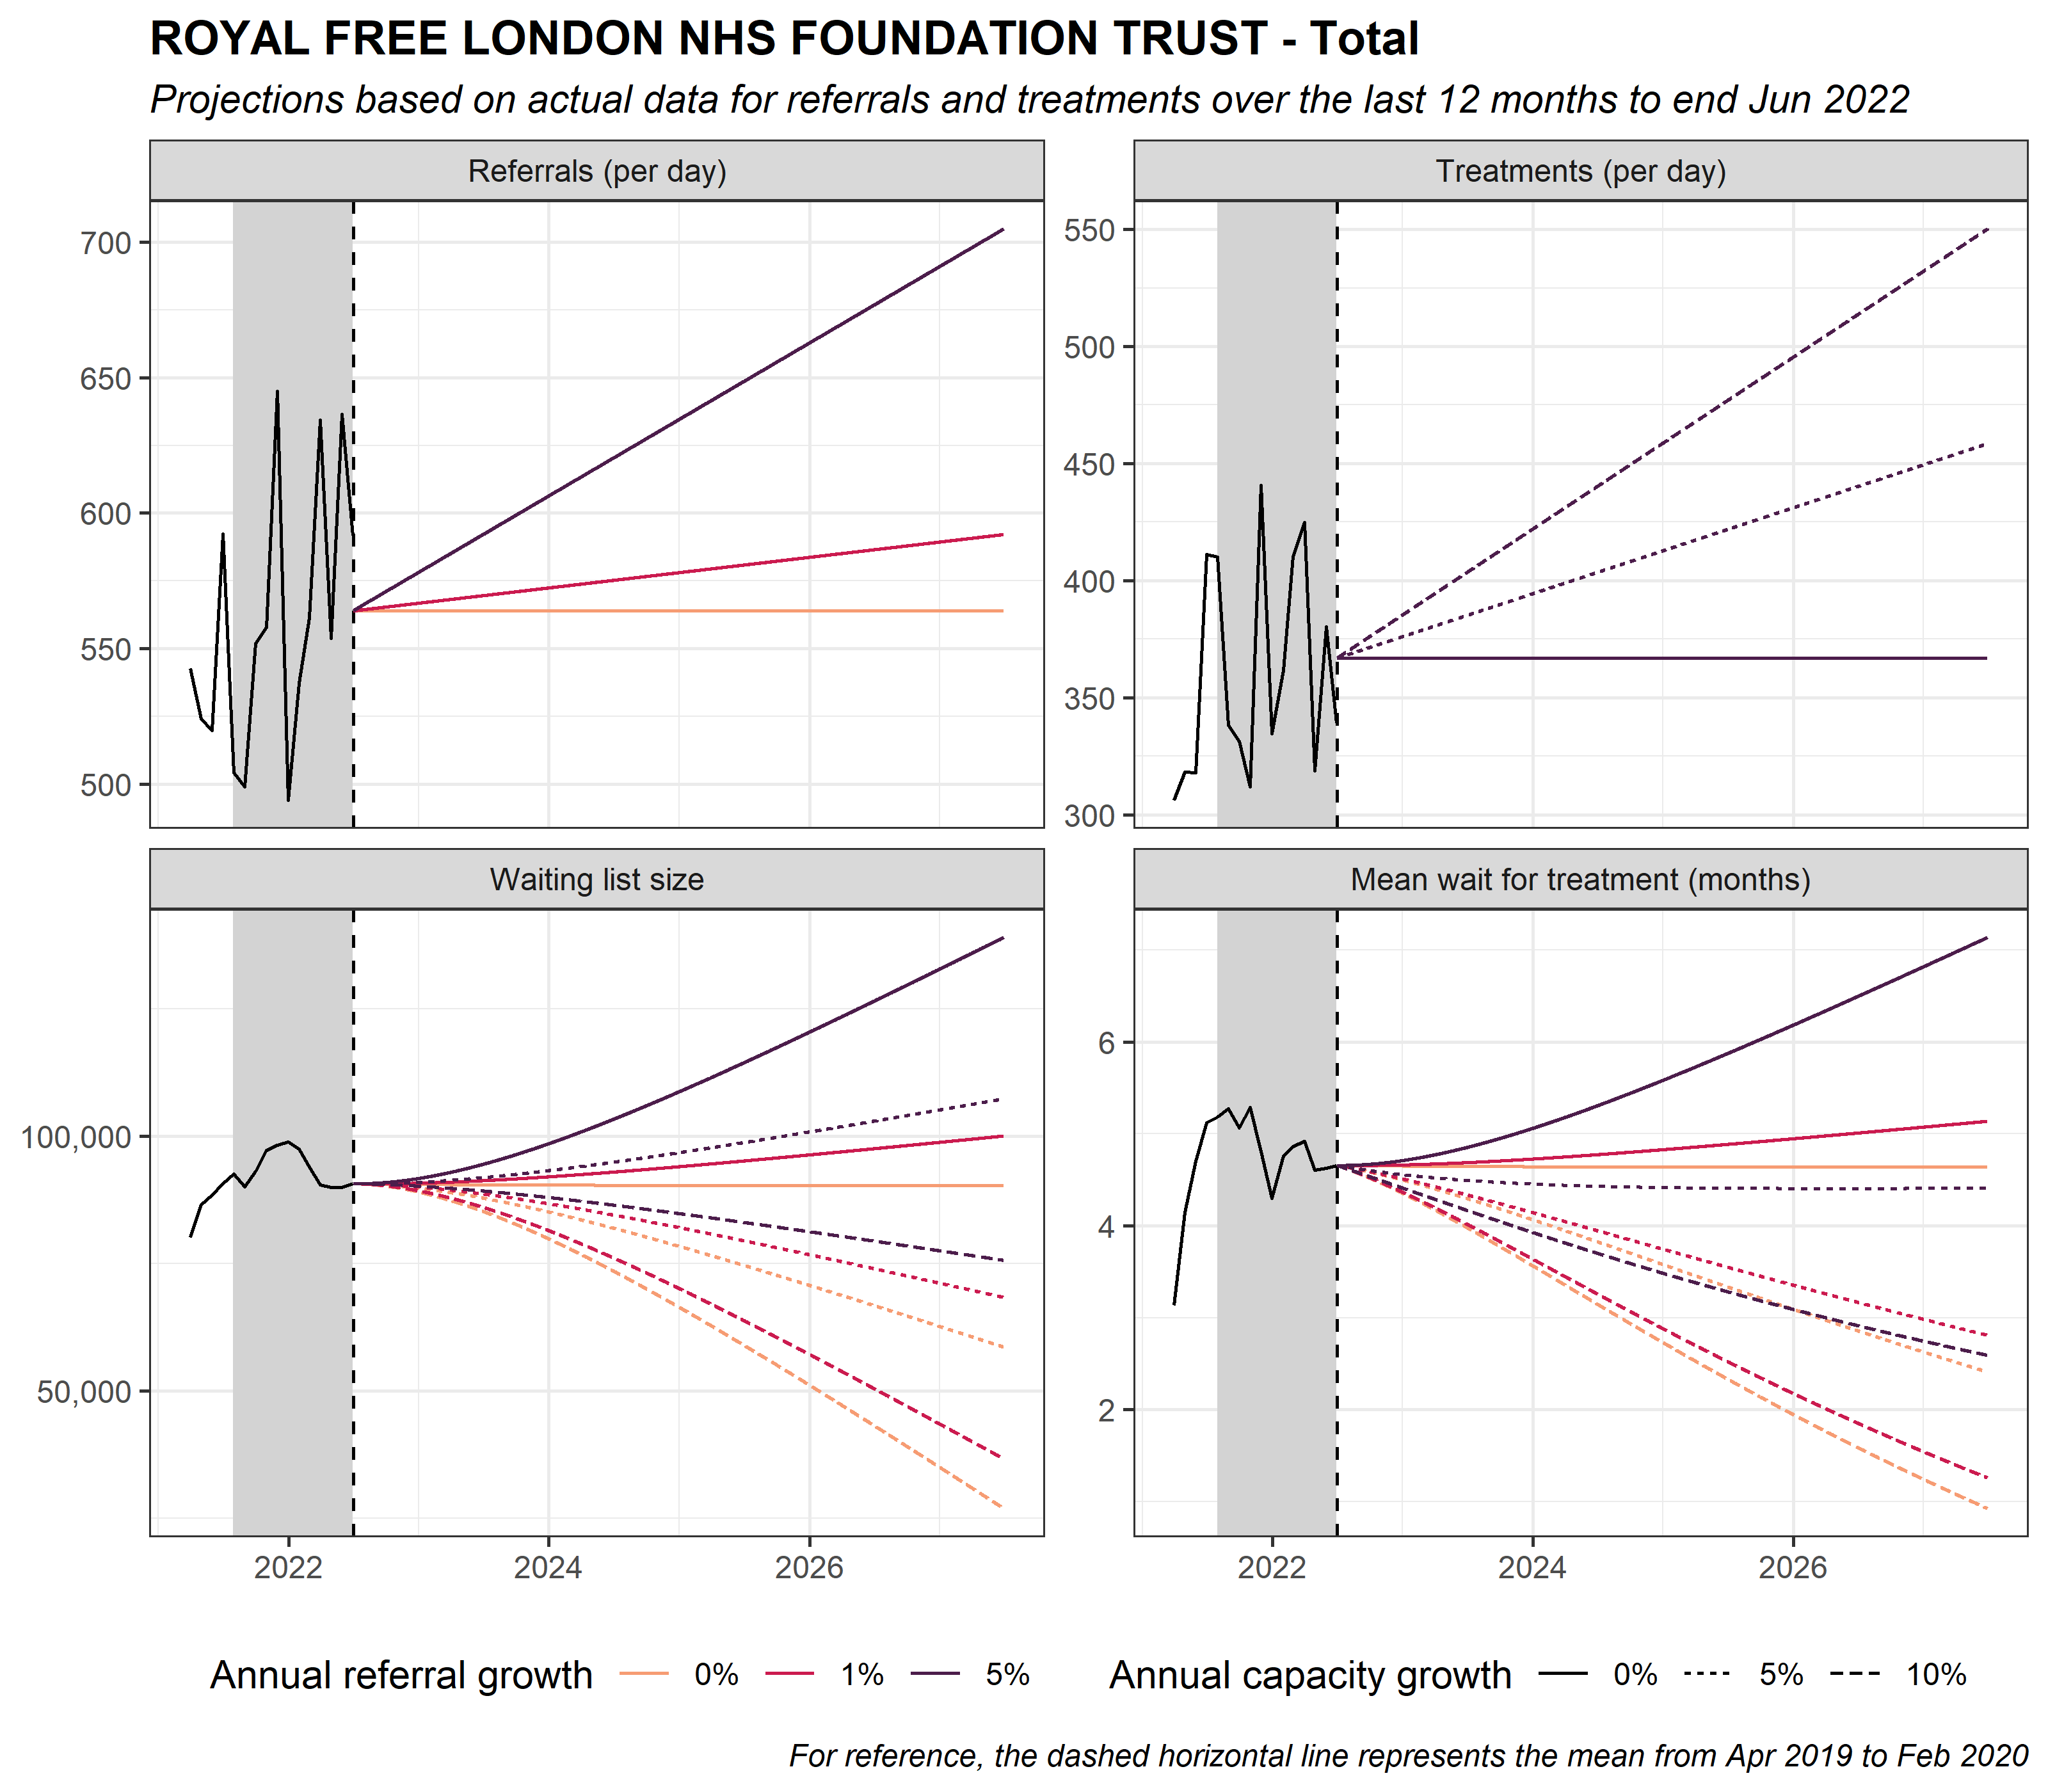 ROYAL FREE LONDON NHS FOUNDATION TRUST - Total
Projections based on actual data for referrals and treatments over the last 12 months to end Jun 2022
Referrals (per day)
700
650
600
550
500
Treatments (per day)
550
500
450
400
350
300
Waiting list size
100,000
50,000
2022 2024 2026
Mean wait for treatment (months)
6
4
2
2022 2024 2026
Annual referral growth 0% 1% 5%
Annual capacity growth 0% 5% 10%
For reference, the dashed horizontal line represents the mean from Apr 2019 to Feb 2020